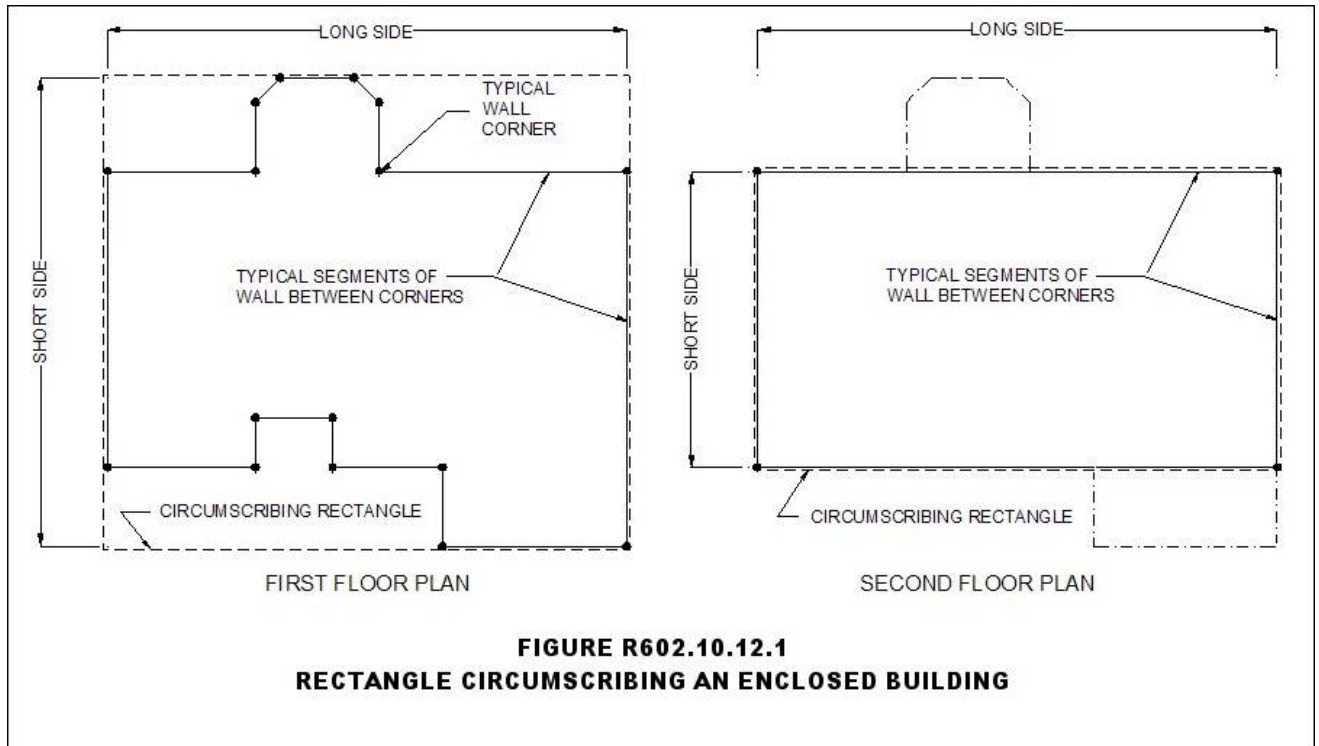 LONG SIDE
TYPICAL
WALL
CORNER
SHORT SIDE
TYPICAL SEGMENTS OF
WALL BETWEEN CORNERS
CIRCUMSCRIBING RECTANGLE
FIRST FLOOR PLAN
LONG SIDE
SHORT SIDE
TYPICAL SEGMENTS OF
WALL BETWEEN CORNERS
CIRCUMSCRIBING RECTANGLE
SECOND FLOOR PLAN
FIGURE R602.10.12.1
RECTANGLE CIRCUMSCRIBING AN ENCLOSED BUILDING